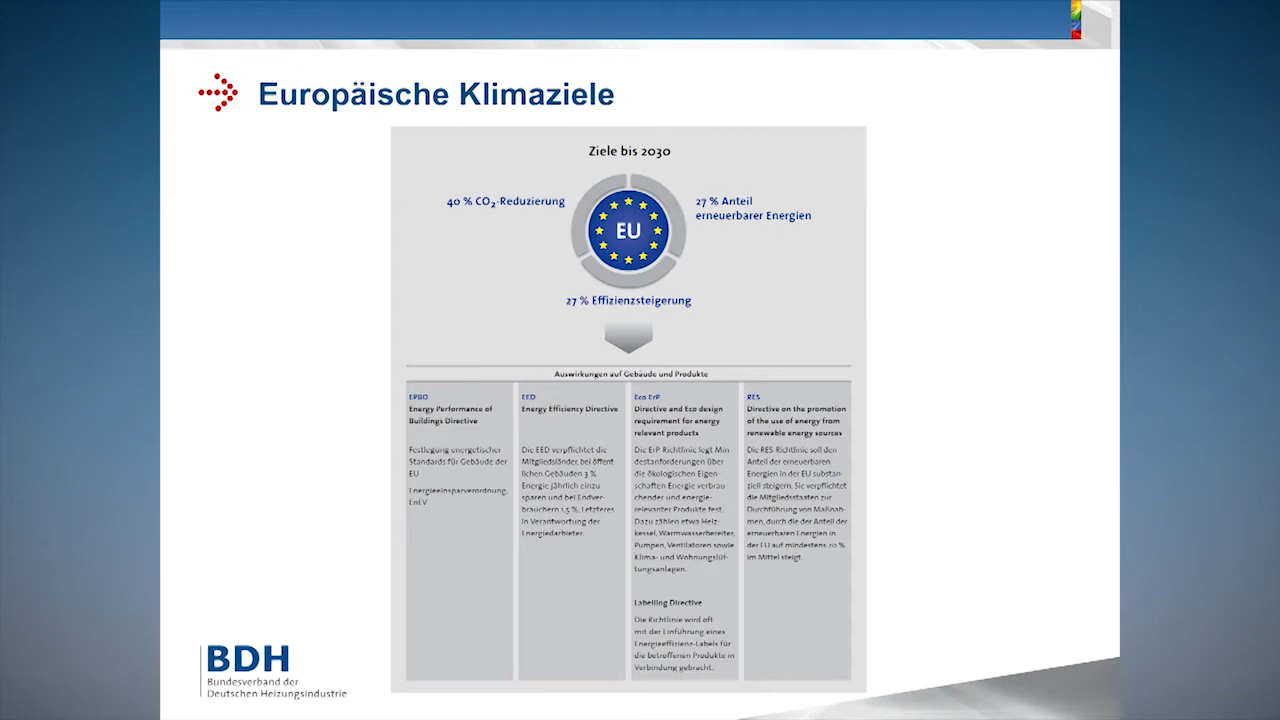 Europäische Klimaziele
Ziele bis 2030
40 % CO₂-Reduzierung
27 % Anteil
erneuerbarer Energien
EU
27 % Effizienzsteigerung
Auswirkungen auf Gebäude und Produkte
EPBD
Energy Performance of
Buildings Directive
Festlegung energetischer
Standards für Gebäude der
EU
Energieeinsparverordnung,
EnEV
EED
Energy Efficiency Directive
Die EED verpflichtet die
Mitgliedsländer, bei öffent
lichen Gebäuden 3 %
Energie jährlich einzu
sparen und bei Endver-
brauchern 1,5 %, Letzteres
in Verantwortung der
Energiedarbieter.
Eco ErP
Directive and Eco design
requirement for energy
relevant products
Die ErP Richtlinie legt Min
destanforderungen über
die ökologischen Eigen-
schaften Energie verbrau-
chender und energie-
relevanter Produkte fest.
Dazu zählen etwa Heiz-
kessel, Warmwasserbereiter,
Pumpen, Ventilatoren sowie
Klima- und Wohnungslüf-
tungsanlagen.
Labelling Directive
Die Richtlinie wird oft
mit der Einführung eines
Energieeffizienz-Labels für
die betroffenen Produkte in
Verbindung gebracht.
RES
Directive on the promotion
of the use of energy from
renewable energy sources
Die RES-Richtlinie soll den
Anteil der erneuerbaren
Energien in der EU substan-
ziell steigern. Sie verpflichtet
die Mitgliedsstaaten zur
Durchführung von Maßnah-
men, durch die der Anteil der
erneuerbaren Energien in
der EU auf mindestens 20 %
im Mittel steigt.
BDH
Bundesverband der
Deutschen Heizungsindustrie